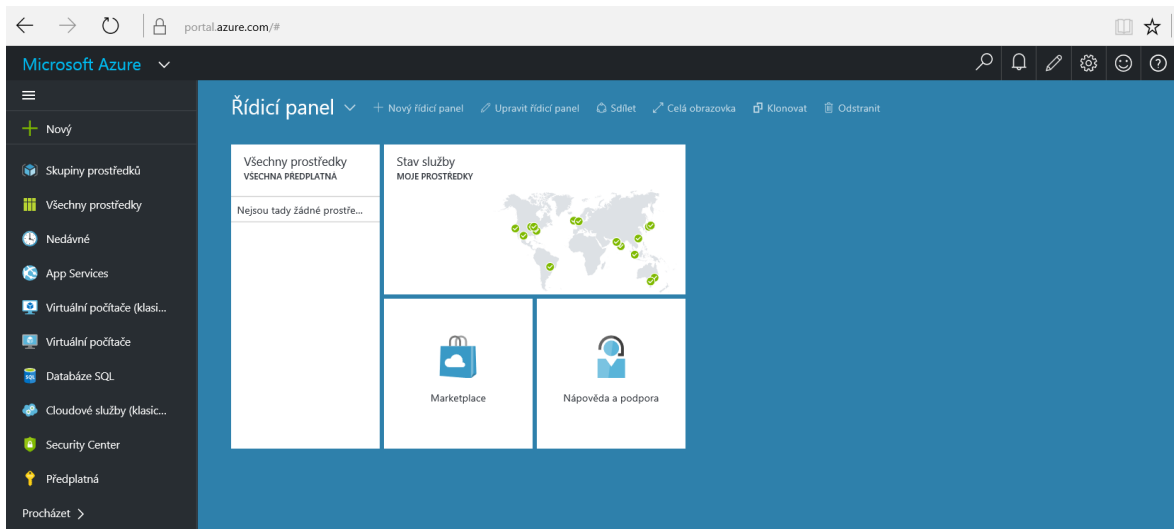 portal.azure.com/#
Microsoft Azure
Nový
Skupiny prostředků
Všechny prostředky
Nedávné
App Services
Virtuální počítače (klasi...
Virtuální počítače
Databáze SQL
Cloudové služby (klasic...
Security Center
Předplatná
Procházet
Řídicí panel
Nový řídicí panel
Upravit řídicí panel
Sdílet
Celá obrazovka
Klonovat
Odstranit
Všechny prostředky
VŠECHNA PŘEDPLATNÁ
Nejsou tady žádné prostře...
Stav služby
MOJE PROSTŘEDKY
Marketplace
Nápověda a podpora